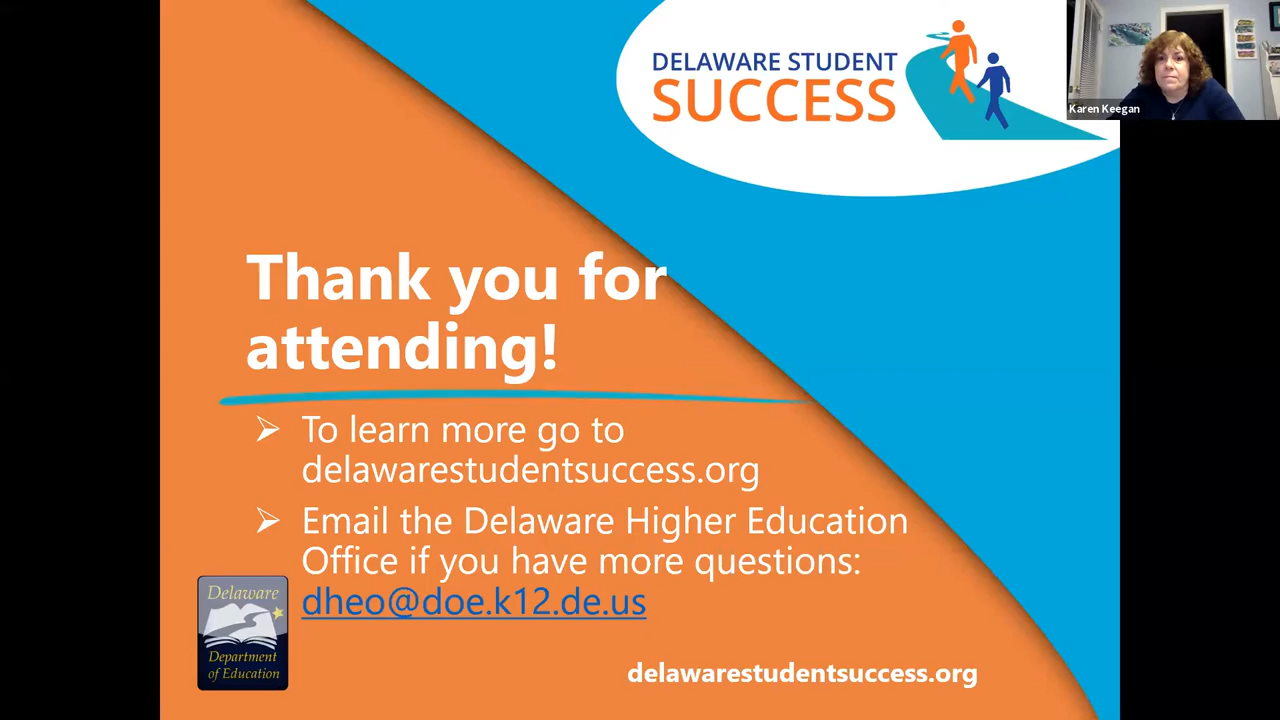 DELAWARE STUDENT
SUCCESS
Karen Keegan
Thank you for
attending!
➢ To learn more go to
delawarestudentsuccess.org
➢ Email the Delaware Higher Education
Office if you have more questions:
dheo@doe.k12.de.us
Delaware
Department
of Education
delawarestudentsuccess.org